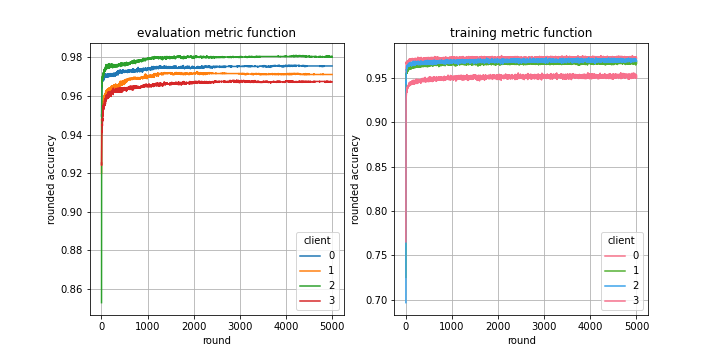 evaluation metric function
rounded accuracy
0.98
0.96
0.94
0.92
0.90
0.88
0.86
client
0
1
2
3
0 1000 2000 3000 4000 5000
round
training metric function
rounded accuracy
0.95
0.90
0.85
0.80
0.75
0.70
client
0
1
2
3
0 1000 2000 3000 4000 5000
round